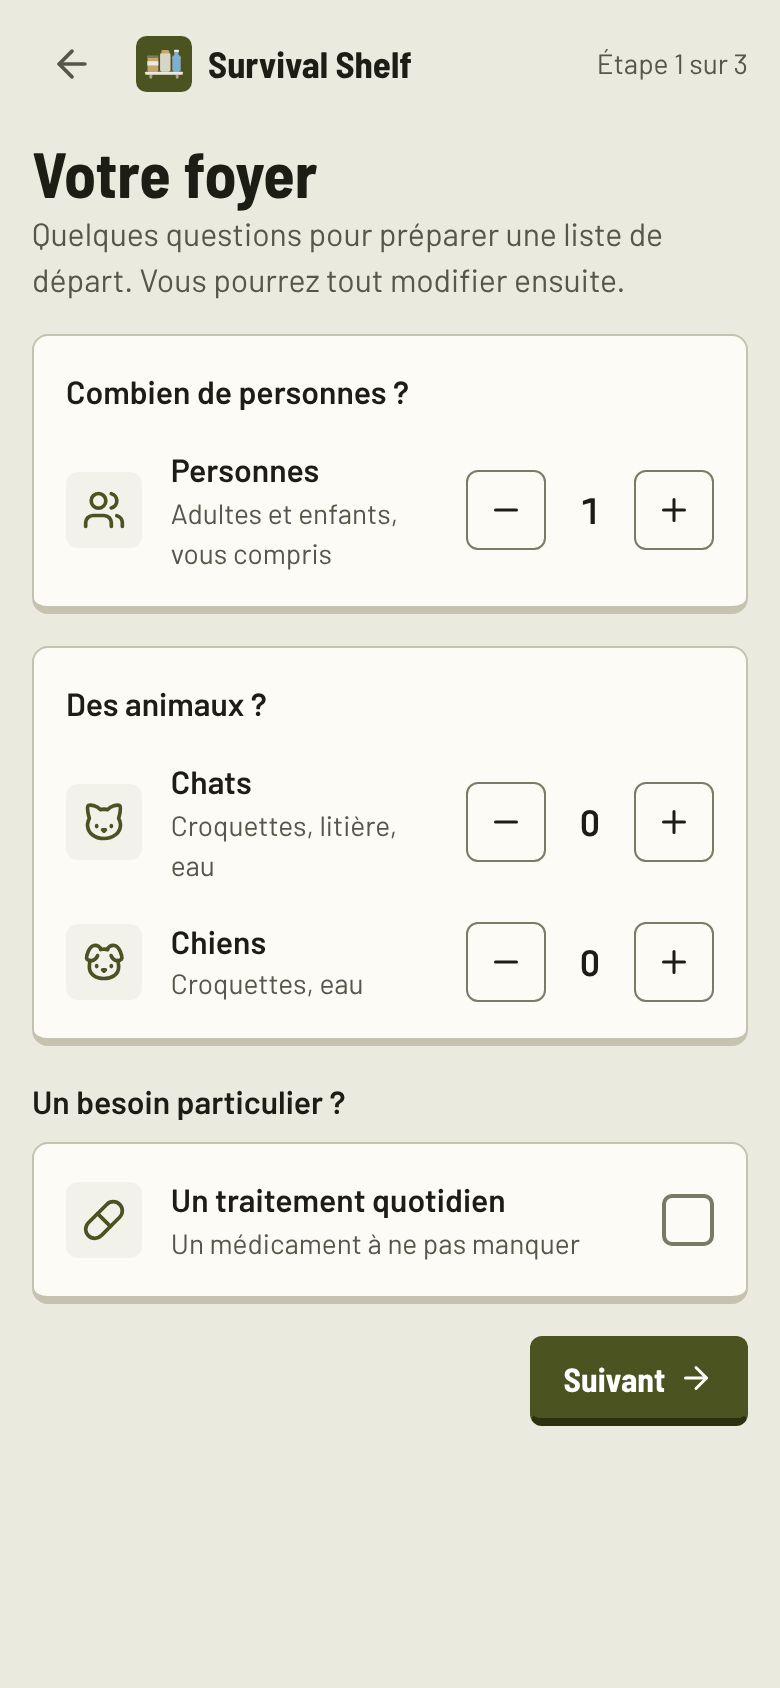 Survival Shelf
Étape 1 sur 3
Votre foyer
Quelques questions pour préparer une liste de
départ. Vous pourrez tout modifier ensuite.
Combien de personnes ?
Personnes
Adultes et enfants,
vous compris
1
Des animaux ?
Chats
Croquettes, litière,
eau
0
Chiens
Croquettes, eau
0
Un besoin particulier ?
Un traitement quotidien
Un médicament à ne pas manquer
Suivant